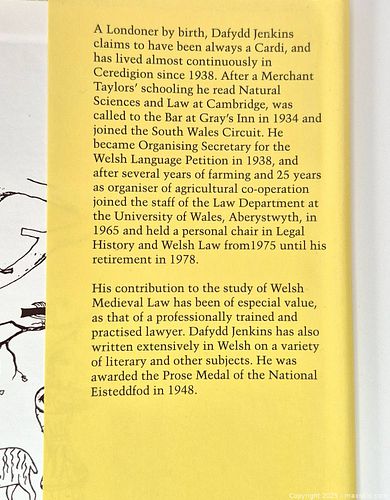 A Londoner by birth, Dafydd Jenkins
claims to have been always a Cardi, and
has lived almost continuously in
Ceredigion since 1938. After a Merchant
Taylors' schooling he read Natural
Sciences and Law at Cambridge, was
called to the Bar at Gray's Inn in 1934 and
joined the South Wales Circuit. He
became Organising Secretary for the
Welsh Language Petition in 1938, and
after several years of farming and 25 years
as organiser of agricultural co-operation
joined the staff of the Law Department at
the University of Wales, Aberystwyth, in
1965 and held a personal chair in Legal
History and Welsh Law from1975 until his
retirement in 1978.
His contribution to the study of Welsh
Medieval Law has been of especial value,
as that of a professionally trained and
practised lawyer. Dafydd Jenkins has also
written extensively in Welsh on a variety
of literary and other subjects. He was
awarded the Prose Medal of the National
Eisteddfod in 1948.